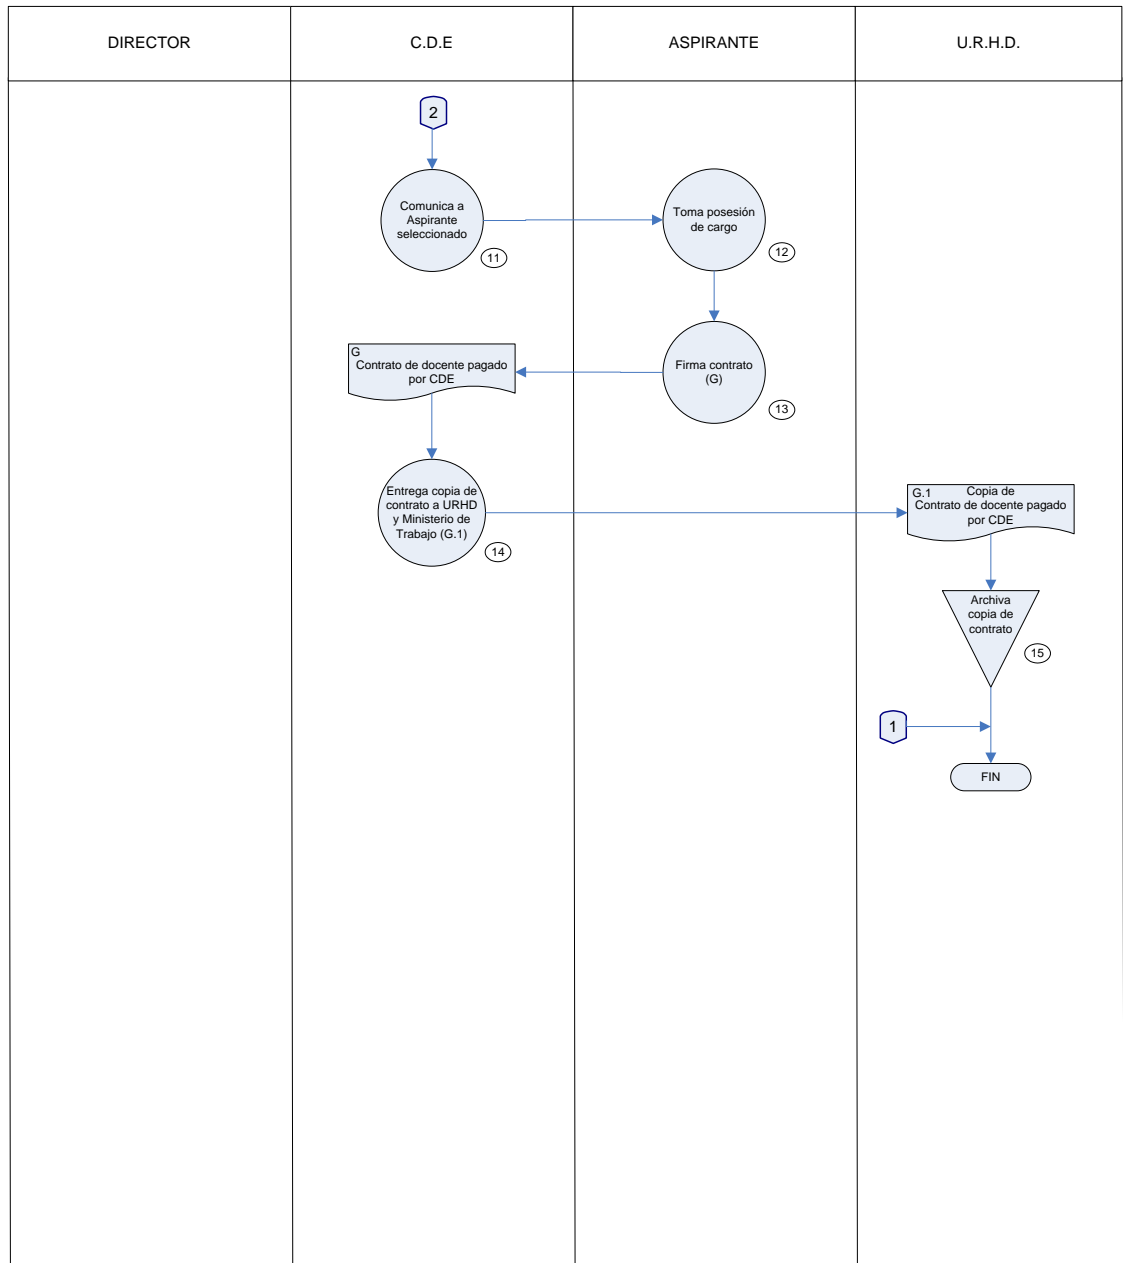 DIRECTOR
C.D.E
ASPIRANTE
U.R.H.D.
2
Comunica a
Aspirante
seleccionado
11
Toma posesión
de cargo
12
G
Contrato de docente pagado
por CDE
Firma contrato
(G)
13
Entrega copia de
contrato a URHD
y Ministerio de
Trabajo (G.1)
14
G.1 Copia de
Contrato de docente pagado
por CDE
Archiva
copia de
contrato
15
1
FIN